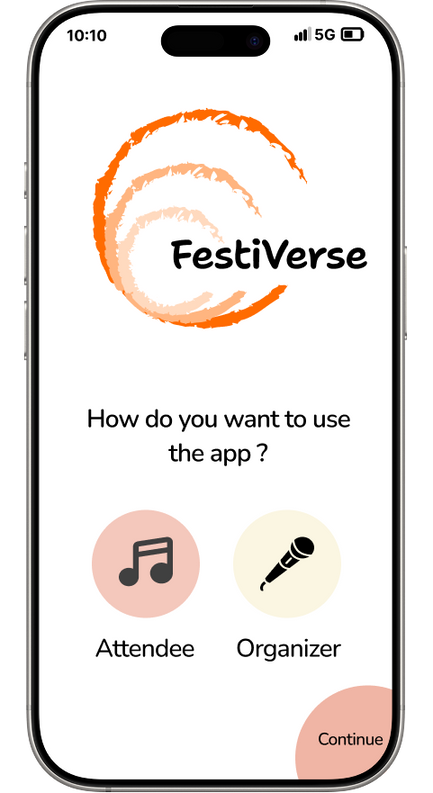 10:10 5G
FestiVerse
How do you want to use
the app ?
Attendee Organizer
Continue